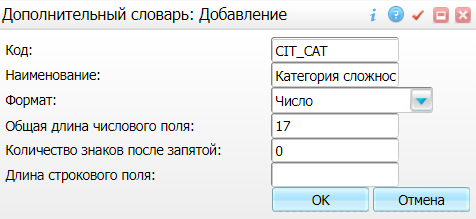 Дополнительный словарь: Добавление
Код: CIT_CAT
Наименование: Категория сложнос
Формат: Число
Общая длина числового поля: 17
Количество знаков после запятой: 0
Длина строкового поля:
OK Отмена